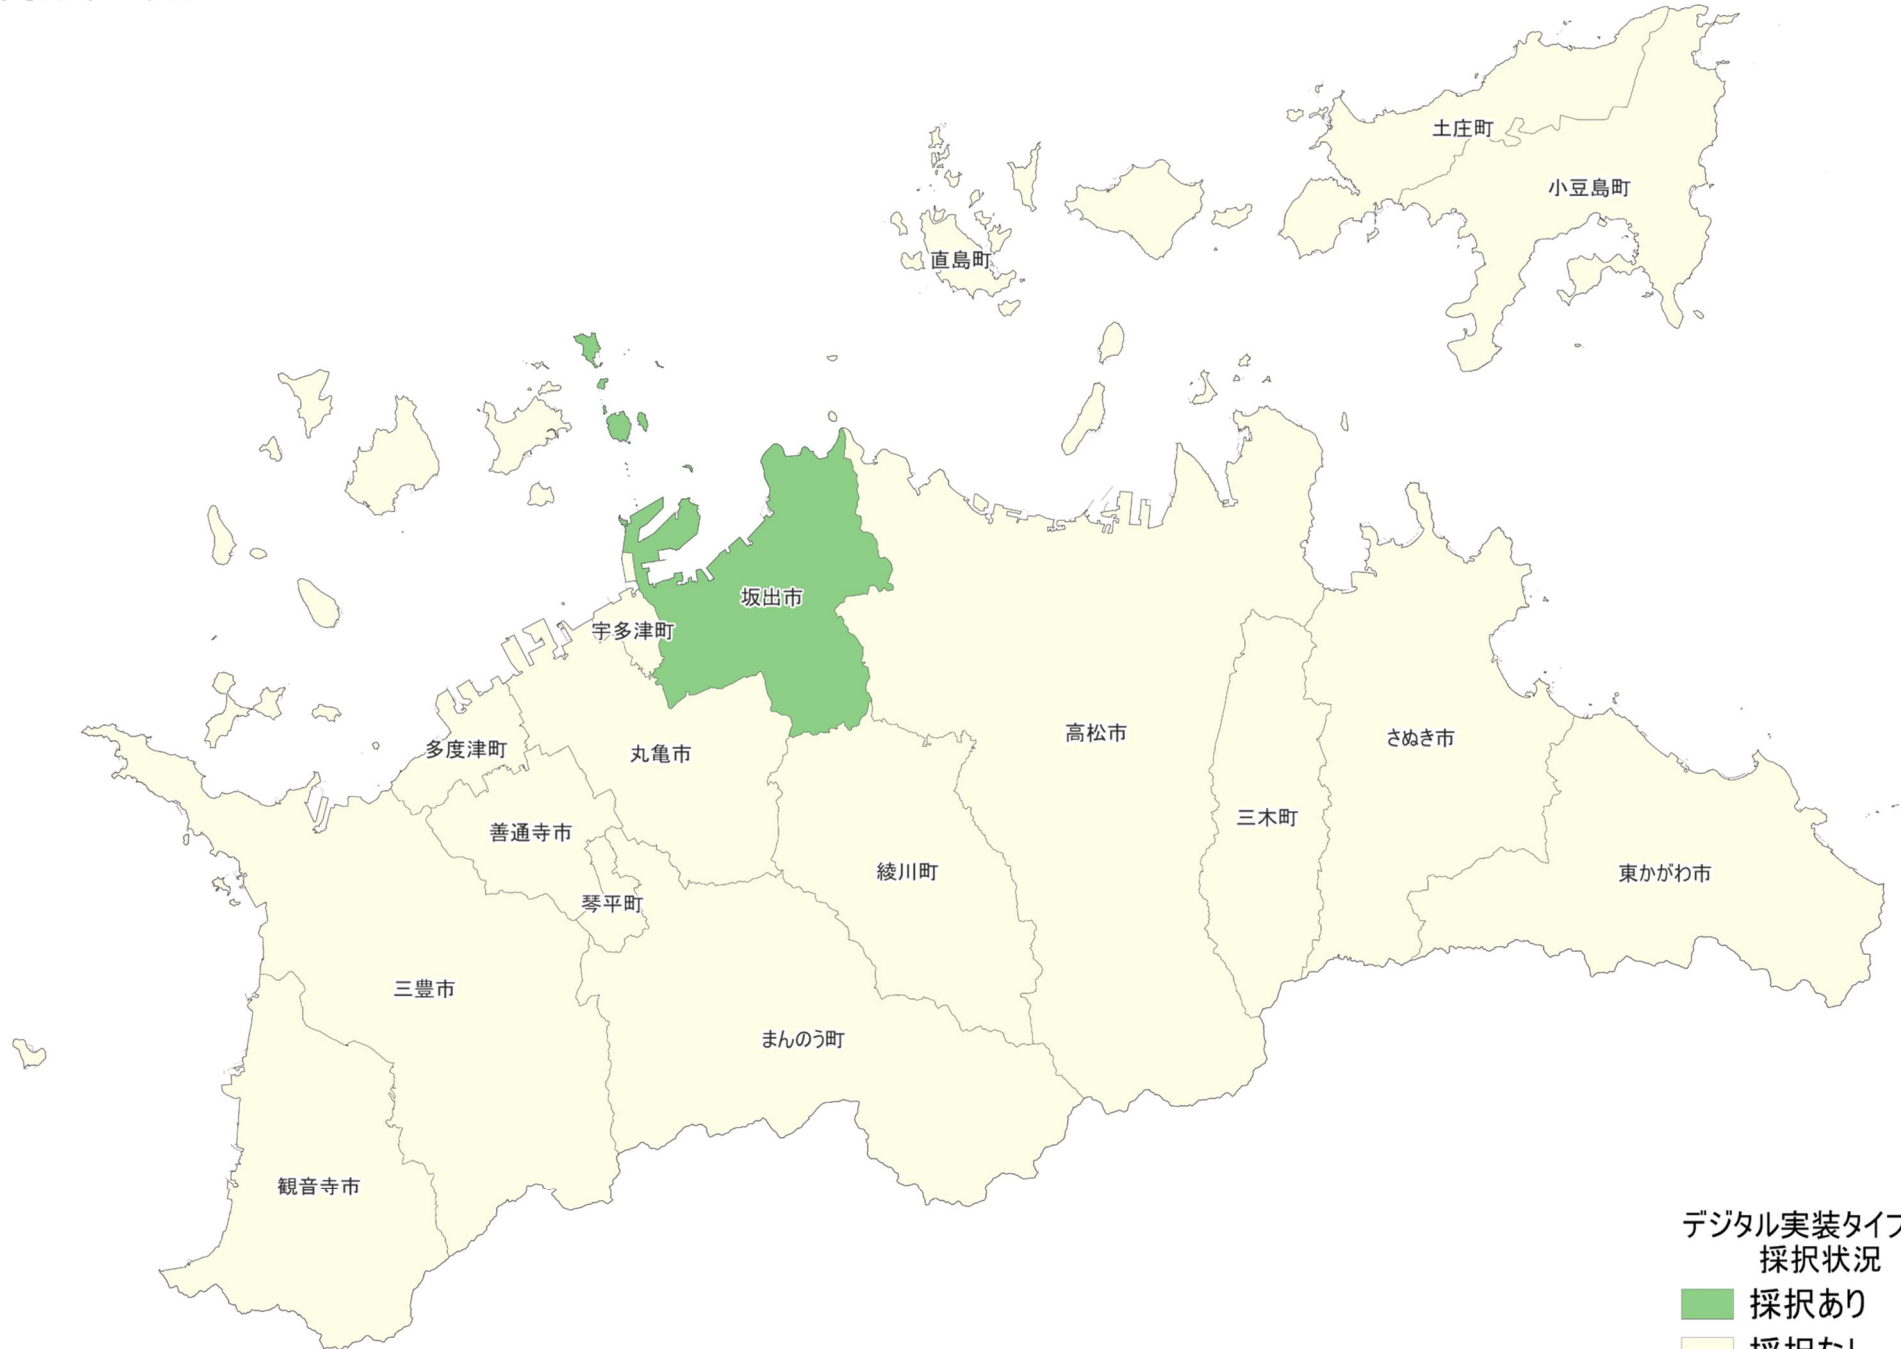 土庄町
小豆島町
直島町
坂出市
宇多津町
高松市
さぬき市
多度津町
丸亀市
三木町
善通寺市
綾川町
東かがわ市
琴平町
三豊市
まんのう町
観音寺市
デジタル実装タイプ
採択状況
採択あり